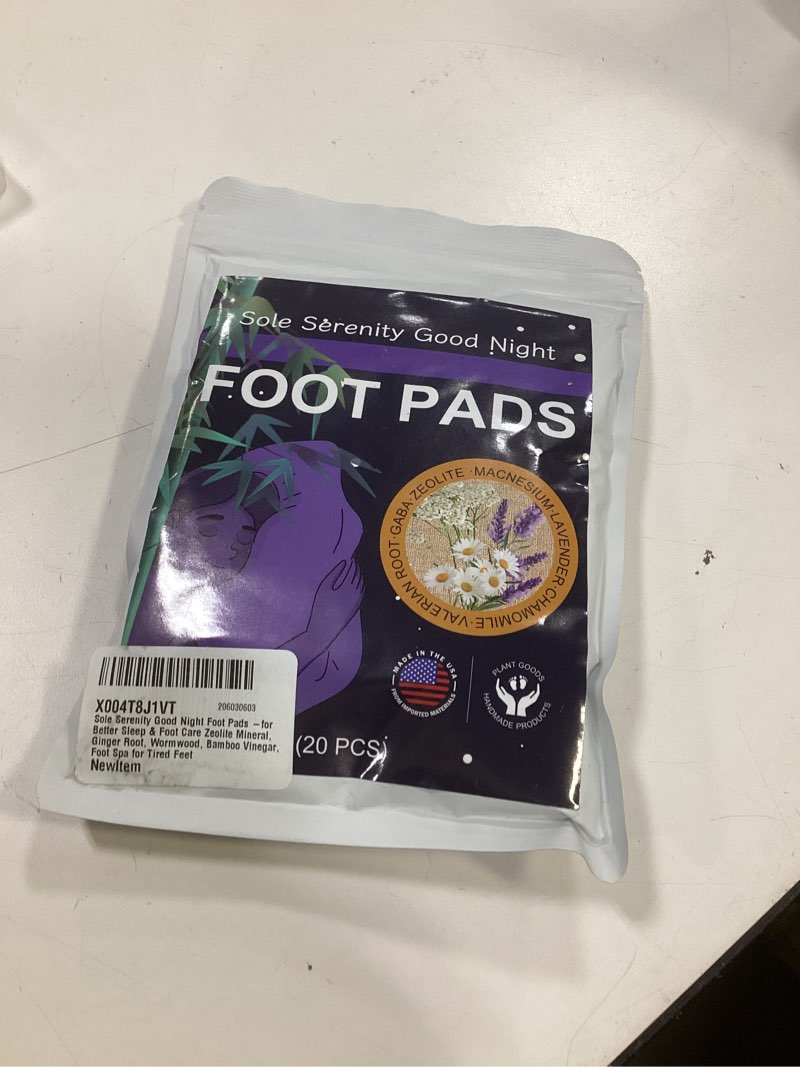 Sole Serenity Good Night
FOOT PADS
VALERIAN ROOT·GABA·ZEOLITE·MAGNESIUM·LAVENDER·CHAMOMILE·
MADE IN THE USA
FROM IMPORTED MATERIALS
PLANT GOODS
HANDMADE PRODUCTS
(20 PCS)
X004T8J1VT 206030603
Sole Serenity Good Night Foot Pads – for
Better Sleep & Foot Care Zeolite Mineral,
Ginger Root, Wormwood, Bamboo Vinegar,
Foot Spa for Tired Feet
NewItem